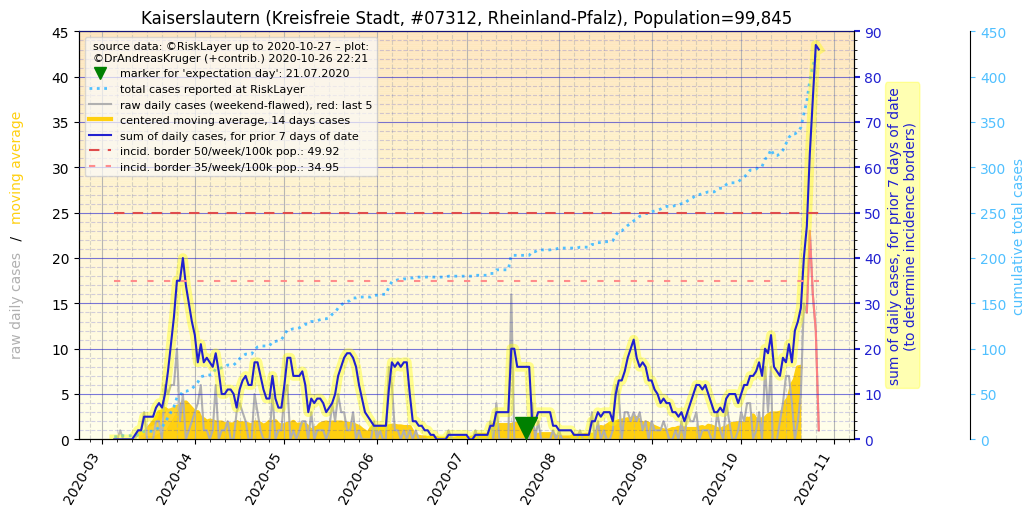 Kaiserslautern (Kreisfreie Stadt, #07312, Rheinland-Pfalz), Population=99,845
source data: ©RiskLayer up to 2020-10-27 – plot:
©DrAndreasKruger (+contrib.) 2020-10-26 22:21
marker for 'expectation day': 21.07.2020
total cases reported at RiskLayer
raw daily cases (weekend-flawed), red: last 5
centered moving average, 14 days cases
sum of daily cases, for prior 7 days of date
incid. border 50/week/100k pop.: 49.92
incid. border 35/week/100k pop.: 34.95
raw daily cases / moving average
45
40
35
30
25
20
15
10
5
0
90
80
70
60
50
40
30
20
10
0
sum of daily cases, for prior 7 days of date
(to determine incidence borders)
450
400
350
300
250
200
150
100
50
0
cumulative total cases
2020-03
2020-04
2020-05
2020-06
2020-07
2020-08
2020-09
2020-10
2020-11